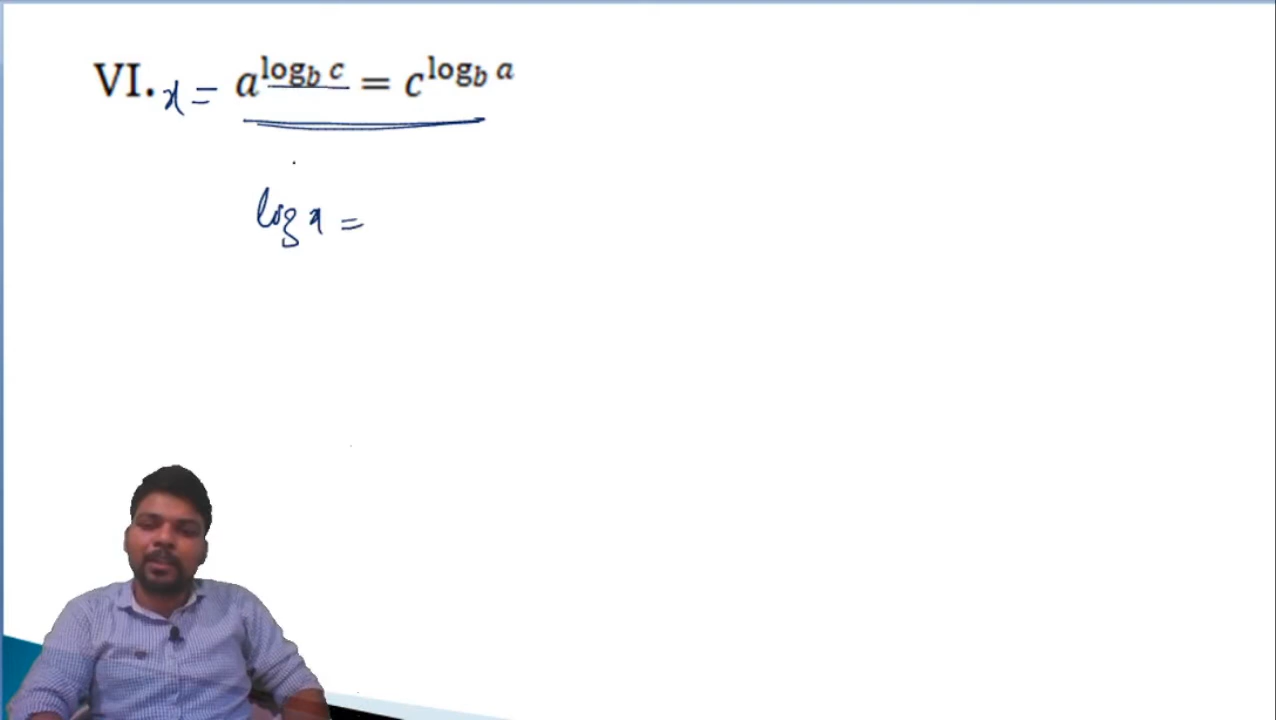 VI. x = a^{log_b c} = c^{log_b a}
log x =